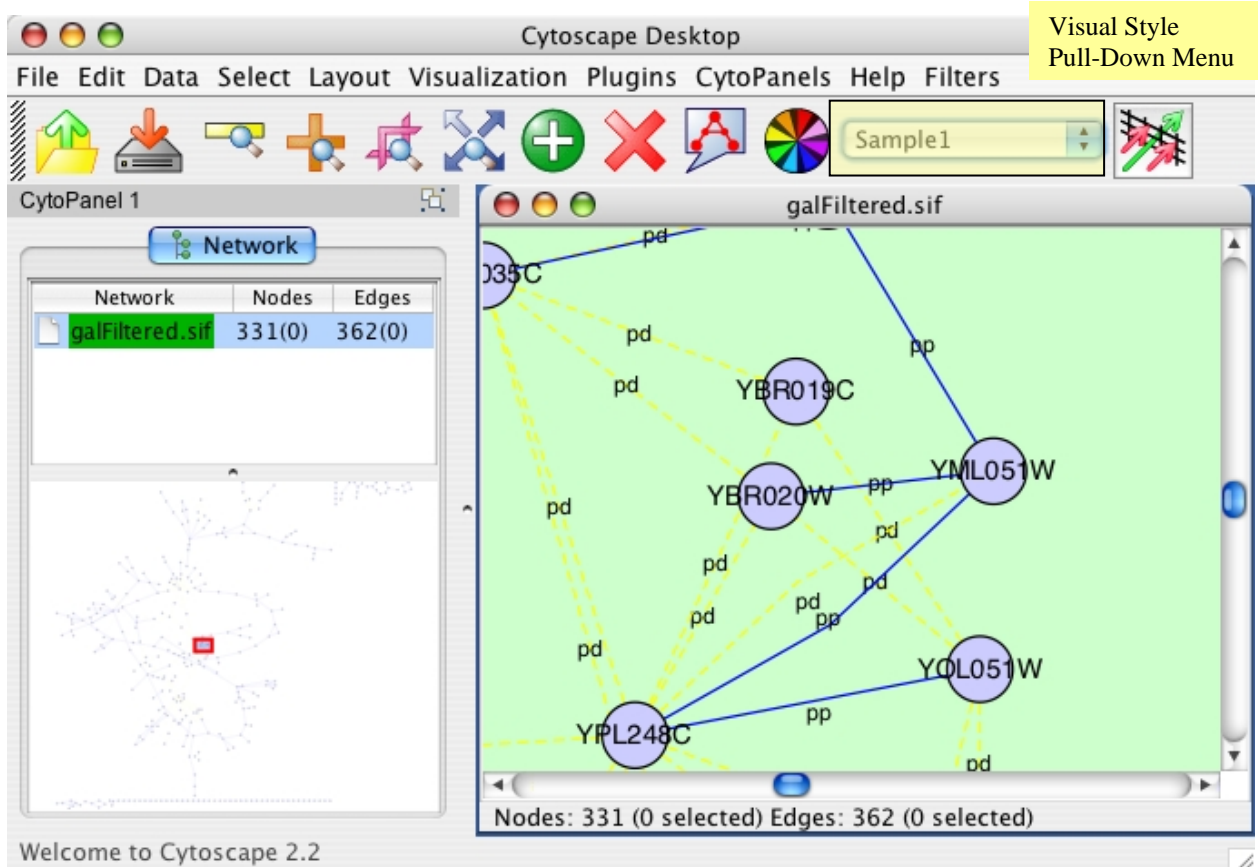 Cytoscape Desktop
Visual Style
Pull-Down Menu
File Edit Data Select Layout Visualization Plugins CytoPanels Help Filters
Sample1
CytoPanel 1
Network
Network Nodes Edges
galFiltered.sif 331(0) 362(0)
galFiltered.sif
pd
035C
pd
pp
pd
YBR019C
YML051W
YBR020W
pp
pd
pd
pd
pd
pd
pd
pp
pd
YOL051W
pp
YPL248C
pd
Nodes: 331 (0 selected) Edges: 362 (0 selected)
Welcome to Cytoscape 2.2